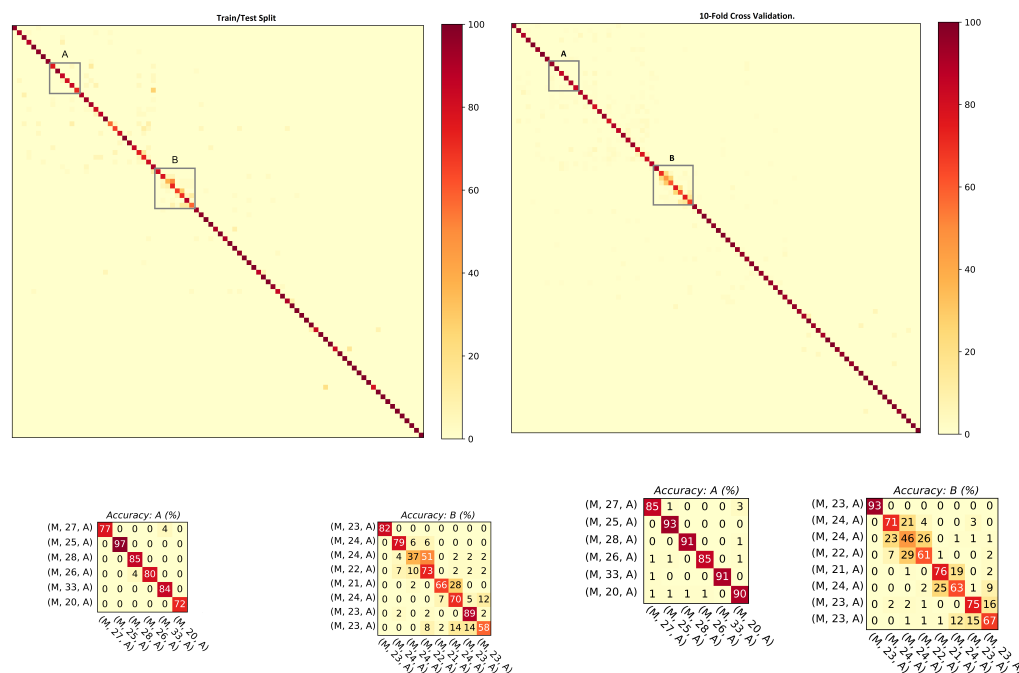 Train/Test Split
A
B
100
80
60
40
20
0
10-Fold Cross Validation.
A
B
100
80
60
40
20
0
Accuracy: A (%)
(M, 27, A) 77 0 0 0 4 0
(M, 25, A) 0 97 0 0 0 0
(M, 28, A) 0 0 85 0 0 0
(M, 26, A) 0 0 4 80 0 0
(M, 33, A) 0 0 0 0 84 0
(M, 20, A) 0 0 0 0 0 72
(M, 27, A)
(M, 25, A)
(M, 28, A)
(M, 26, A)
(M, 33, A)
(M, 20, A)
Accuracy: B (%)
(M, 23, A) 82 0 0 0 0 0 0 0
(M, 24, A) 0 79 6 6 0 0 0 0
(M, 24, A) 0 4 37 51 0 2 2 2
(M, 22, A) 0 7 10 73 0 2 2 2
(M, 21, A) 0 0 2 0 66 28 0 0
(M, 24, A) 0 0 0 0 7 70 5 12
(M, 23, A) 0 2 0 2 0 0 89 2
(M, 23, A) 0 0 0 8 2 14 14 58
(M, 23, A)
(M, 24, A)
(M, 24, A)
(M, 22, A)
(M, 21, A)
(M, 24, A)
(M, 23, A)
(M, 23, A)
Accuracy: A (%)
(M, 27, A) 85 1 0 0 0 3
(M, 25, A) 0 93 0 0 0 0
(M, 28, A) 0 0 91 1 0 0
(M, 26, A) 1 1 0 85 1 0
(M, 33, A) 0 0 0 0 91 0
(M, 20, A) 1 1 1 1 0 90
(M, 27, A)
(M, 25, A)
(M, 28, A)
(M, 26, A)
(M, 33, A)
(M, 20, A)
Accuracy: B (%)
(M, 23, A) 93 0 0 0 0 0 0 0
(M, 24, A) 0 71 21 4 0 0 3 0
(M, 24, A) 0 23 46 26 0 1 1 1
(M, 22, A) 0 7 29 61 0 0 0 2
(M, 21, A) 0 0 1 0 76 19 0 2
(M, 24, A) 0 0 0 0 25 63 1 9
(M, 23, A) 0 0 2 1 0 0 75 16
(M, 23, A) 0 0 0 1 1 12 15 67
(M, 23, A)
(M, 24, A)
(M, 24, A)
(M, 22, A)
(M, 21, A)
(M, 24, A)
(M, 23, A)
(M, 23, A)